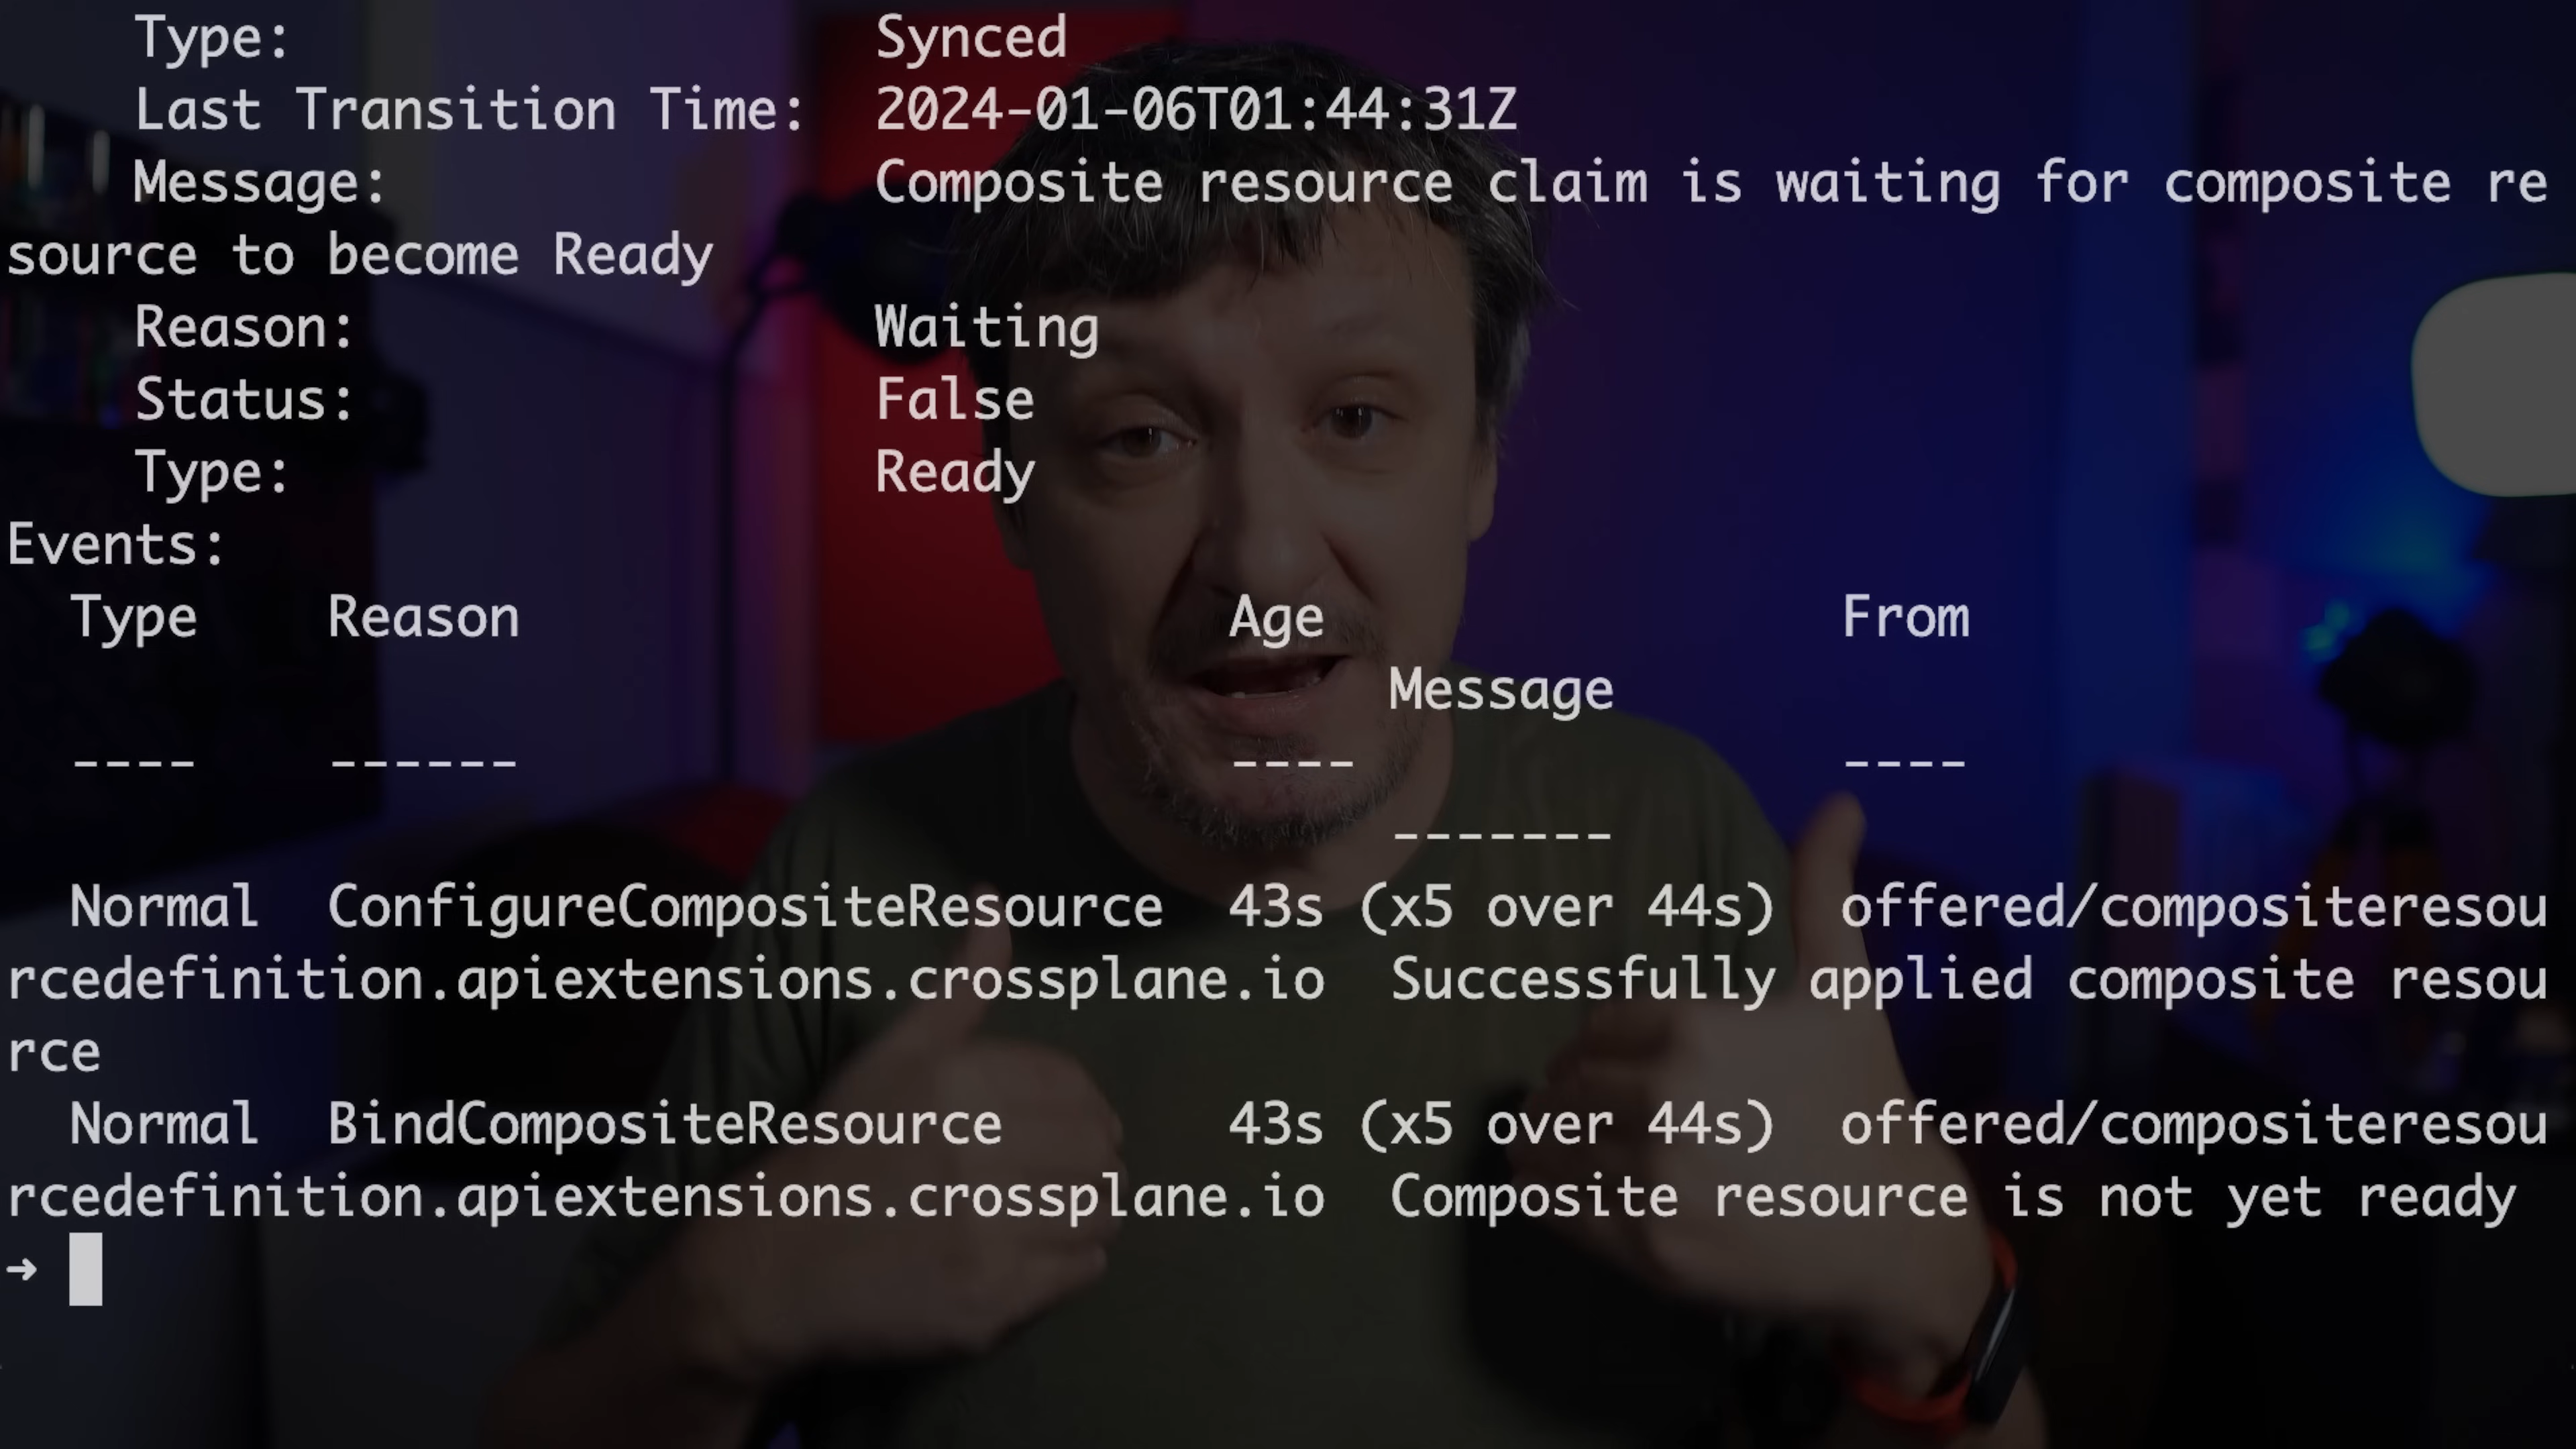 Type: Synced
Last Transition Time: 2024-01-06T01:44:31Z
Message: Composite resource claim is waiting for composite re
source to become Ready
Reason: Waiting
Status: False
Type: Ready
Events:
Type Reason Age From
Message
---- ------ ---- ----
-------
Normal ConfigureCompositeResource 43s (x5 over 44s) offered/compositeresou
rcedefinition.apiextensions.crossplane.io Successfully applied composite resou
rce
Normal BindCompositeResource 43s (x5 over 44s) offered/compositeresou
rcedefinition.apiextensions.crossplane.io Composite resource is not yet ready
→